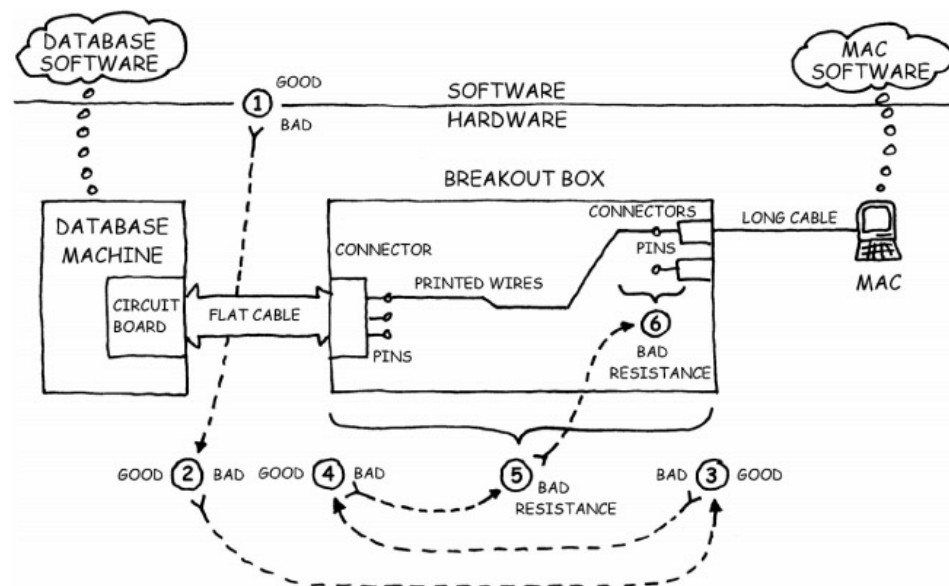 DATABASE
SOFTWARE
MAC
SOFTWARE
GOOD
1
BAD
SOFTWARE
HARDWARE
BREAKOUT BOX
DATABASE
MACHINE
CIRCUIT
BOARD
FLAT CABLE
CONNECTOR
PINS
PRINTED WIRES
CONNECTORS
PINS
LONG CABLE
MAC
6
BAD
RESISTANCE
GOOD 2 BAD
GOOD 4 BAD
5
BAD
RESISTANCE
BAD 3 GOOD